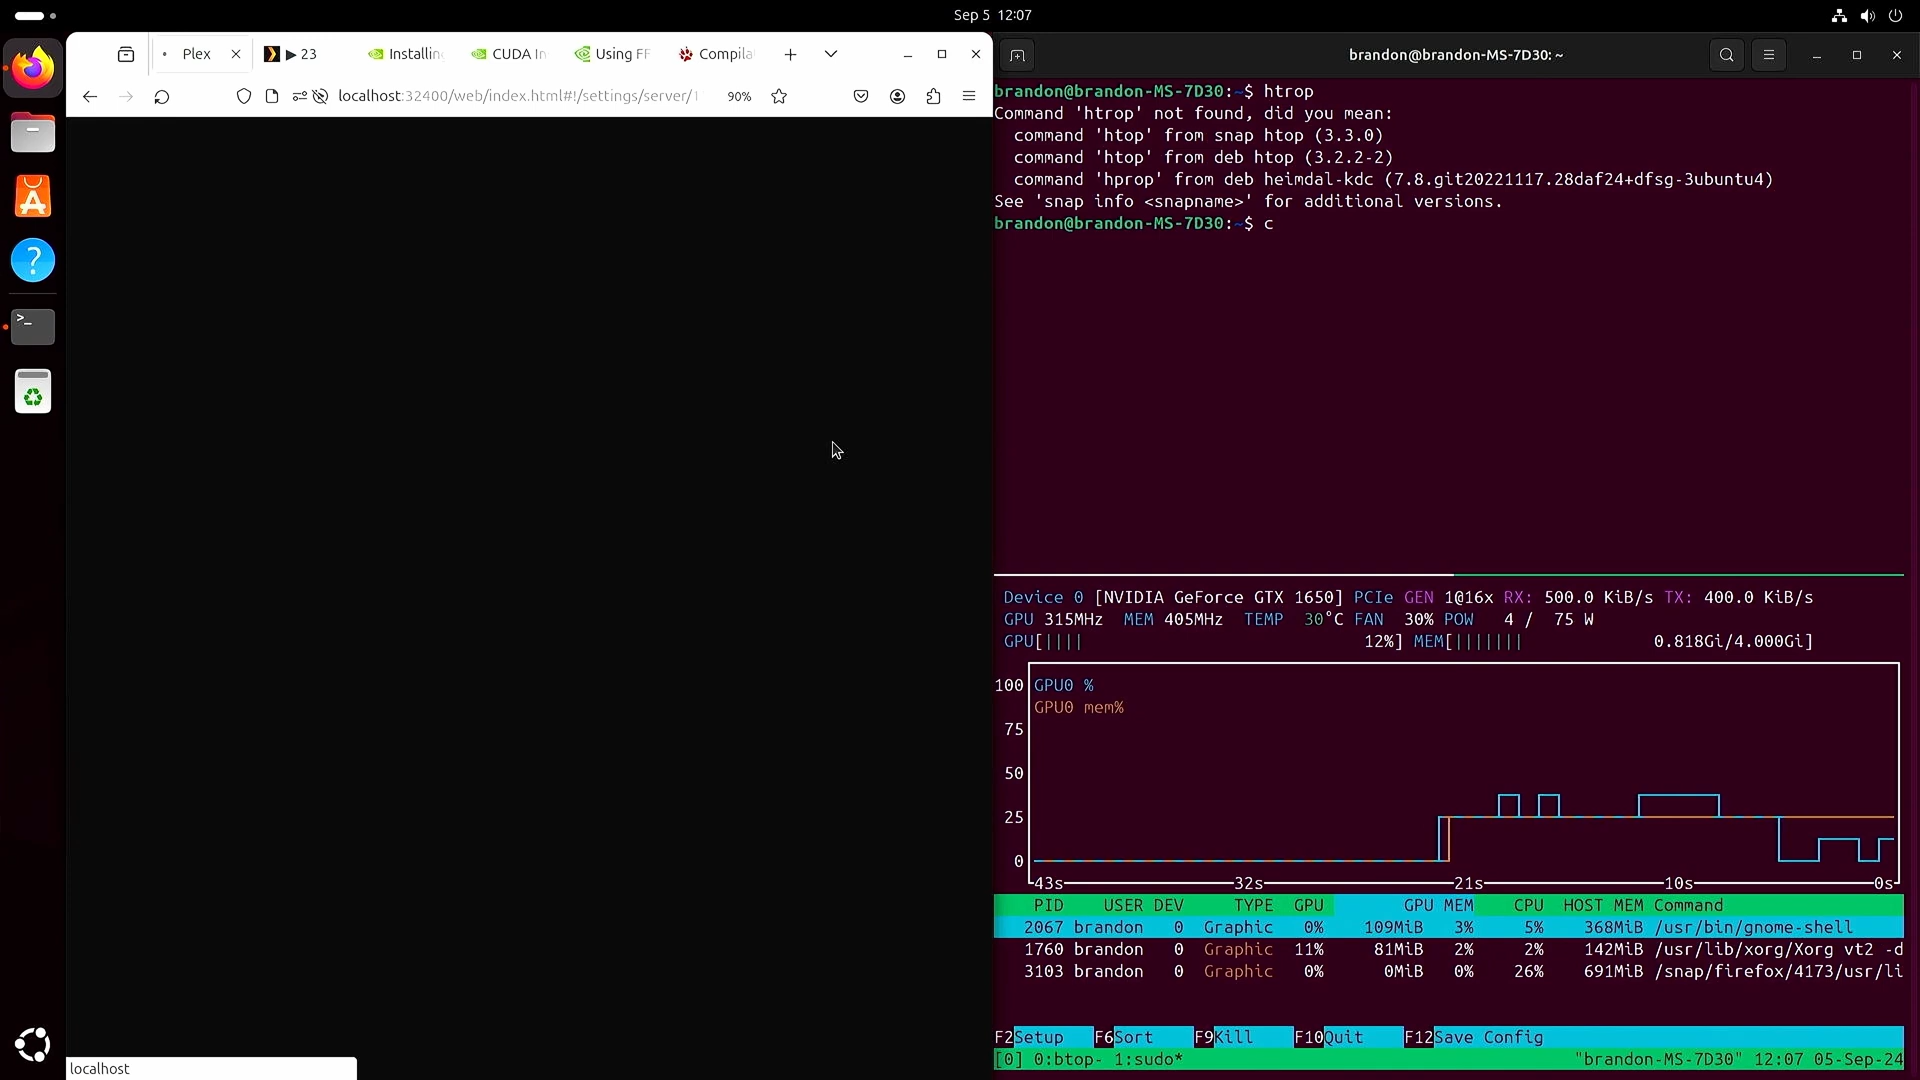 Sep 5 12:07
Plex
▶ 23
Installin
CUDA In
Using FF
Compila
localhost:32400/web/index.html#!/settings/server/1
90%
localhost
brandon@brandon-MS-7D30: ~
brandon@brandon-MS-7D30:~$ htrop
Command 'htrop' not found, did you mean:
command 'htop' from snap htop (3.3.0)
command 'htop' from deb htop (3.2.2-2)
command 'hprop' from deb heimdal-kdc (7.8.git20221117.28daf24+dfsg-3ubuntu4)
See 'snap info <snapname>' for additional versions.
brandon@brandon-MS-7D30:~$ c
Device 0 [NVIDIA GeForce GTX 1650] PCIe GEN 1@16x RX: 500.0 KiB/s TX: 400.0 KiB/s
GPU 315MHz MEM 405MHz TEMP 30°C FAN 30% POW 4 / 75 W
GPU[|||| 12%] MEM[||||||| 0.818Gi/4.000Gi]
100
GPU0 %
GPU0 mem%
75
50
25
0
43s 32s 21s 10s 0s
PID USER DEV TYPE GPU GPU MEM CPU HOST MEM Command
2067 brandon 0 Graphic 0% 109MiB 3% 5% 368MiB /usr/bin/gnome-shell
1760 brandon 0 Graphic 11% 81MiB 2% 2% 142MiB /usr/lib/xorg/Xorg vt2 -d
3103 brandon 0 Graphic 0% 0MiB 0% 26% 691MiB /snap/firefox/4173/usr/li
F2Setup F6Sort F9Kill F10Quit F12Save Config
[0] 0:btop- 1:sudo* "brandon-MS-7D30" 12:07 05-Sep-24